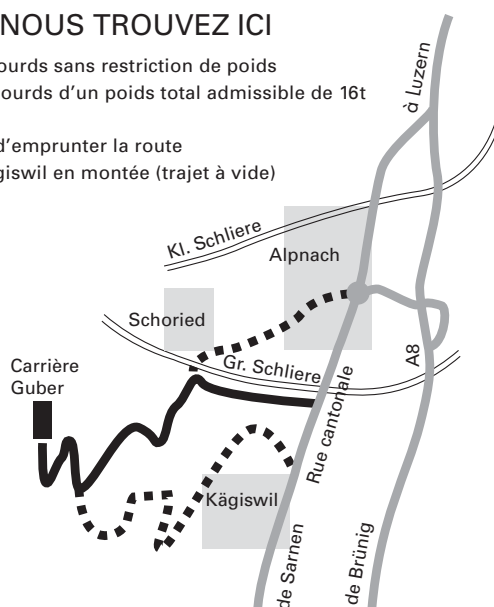 NOUS TROUVEZ ICI
ourds sans restriction de poids
ourds d'un poids total admissible de 16t
d'emprunter la route
giswil en montée (trajet à vide)
à Luzern
Kl. Schliere
Alpnach
Schoried
Gr. Schliere
A8
Carrière
Guber
Rue cantonale
Kägiswil
de Sarnen
de Brünig